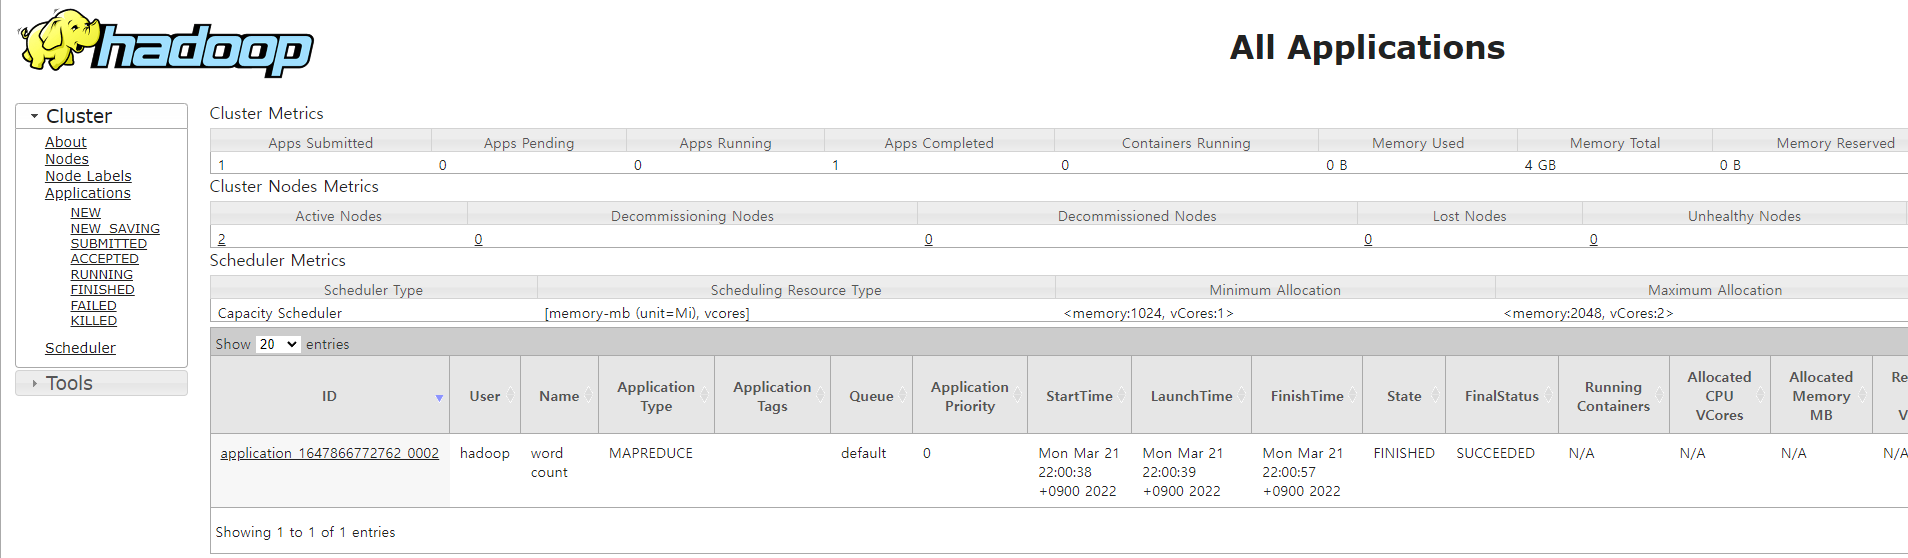 hadoop
All Applications
Cluster
About
Nodes
Node Labels
Applications
NEW
NEW_SAVING
SUBMITTED
ACCEPTED
RUNNING
FINISHED
FAILED
KILLED
Scheduler
Tools
Cluster Metrics
Apps Submitted Apps Pending Apps Running Apps Completed Containers Running Memory Used Memory Total Memory Reserved
1 0 0 1 0 0 B 4 GB 0 B
Cluster Nodes Metrics
Active Nodes Decommissioning Nodes Decommissioned Nodes Lost Nodes Unhealthy Nodes
2 0 0 0 0
Scheduler Metrics
Scheduler Type Scheduling Resource Type Minimum Allocation Maximum Allocation
Capacity Scheduler [memory-mb (unit=Mi), vcores] <memory:1024, vCores:1> <memory:2048, vCores:2>
Show 20 entries
ID User Name Application Type Application Tags Queue Application Priority StartTime LaunchTime FinishTime State FinalStatus Running Containers Allocated CPU VCores Allocated Memory MB Re V
application_1647866772762_0002 hadoop word count MAPREDUCE default 0 Mon Mar 21 22:00:38 +0900 2022 Mon Mar 21 22:00:39 +0900 2022 Mon Mar 21 22:00:57 +0900 2022 FINISHED SUCCEEDED N/A N/A N/A N/A
Showing 1 to 1 of 1 entries